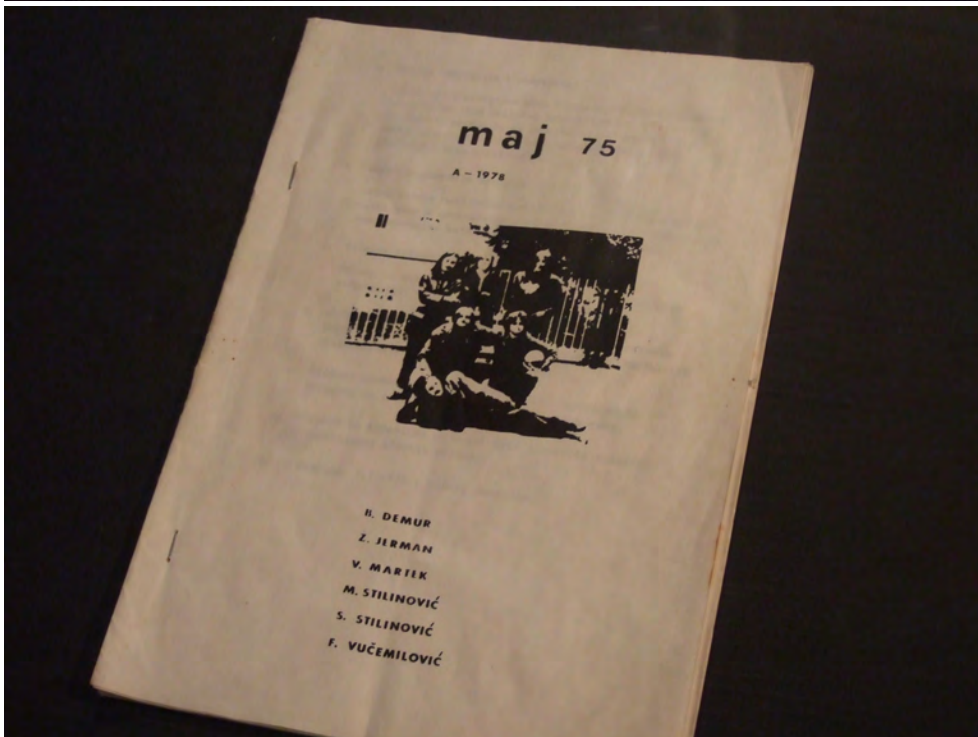 maj 75
A – 1978
B. DEMUR
Ž. JERMAN
V. MARTEK
M. STILINOVIĆ
S. STILINOVIĆ
F. VUČEMILOVIĆ